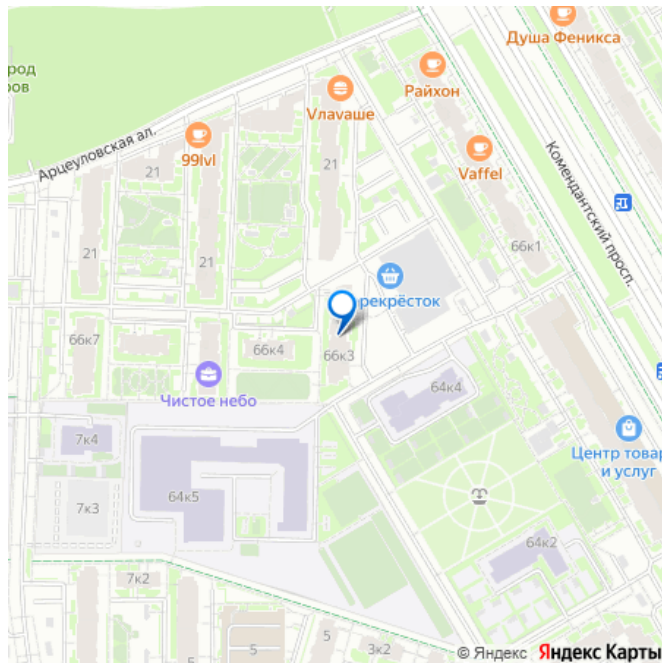 Душа Феникса
Райхон
Vлаvаше
ород
ров
Арцеуловская ал.
99lvl
Vaffel
21
21
Комендантский просп.
21
21
66к1
рекрёсток
66к7
66к4
66к3
64к4
Чистое небо
7к4
Центр товар
и услуг
64к5
7к3
64к2
7к2
5
5
3к2
© Яндекс Яндекс Карты